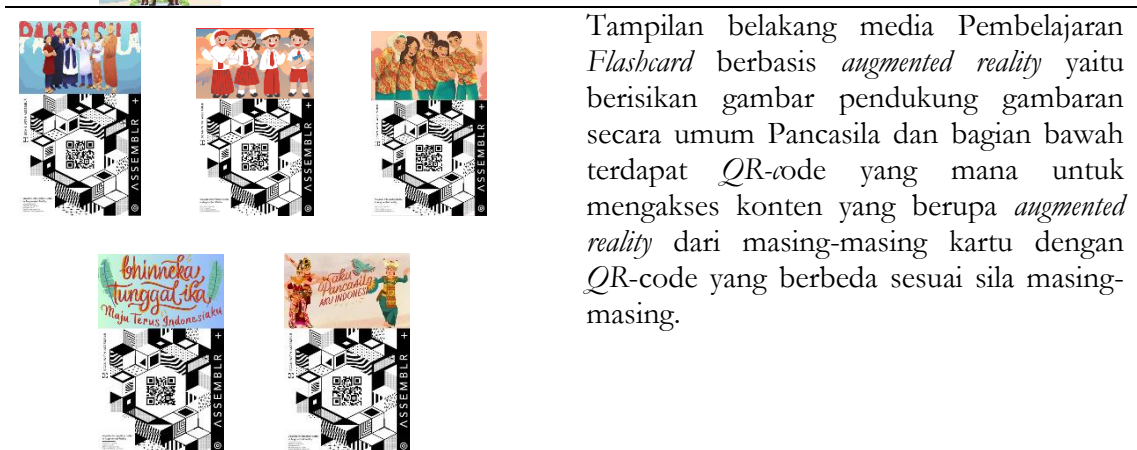 PANCASILA
ASSEMBLR +
ASSEMBLR +
ASSEMBLR +
bhinneka
tunggal ika
Maju Terus Indonesiaku
ASSEMBLR +
aku
Pancasila
AKU INDONESIA
ASSEMBLR +
Tampilan belakang media Pembelajaran
Flashcard berbasis augmented reality yaitu
berisikan gambar pendukung gambaran
secara umum Pancasila dan bagian bawah
terdapat QR-code yang mana untuk
mengakses konten yang berupa augmented
reality dari masing-masing kartu dengan
QR-code yang berbeda sesuai sila masing-
masing.